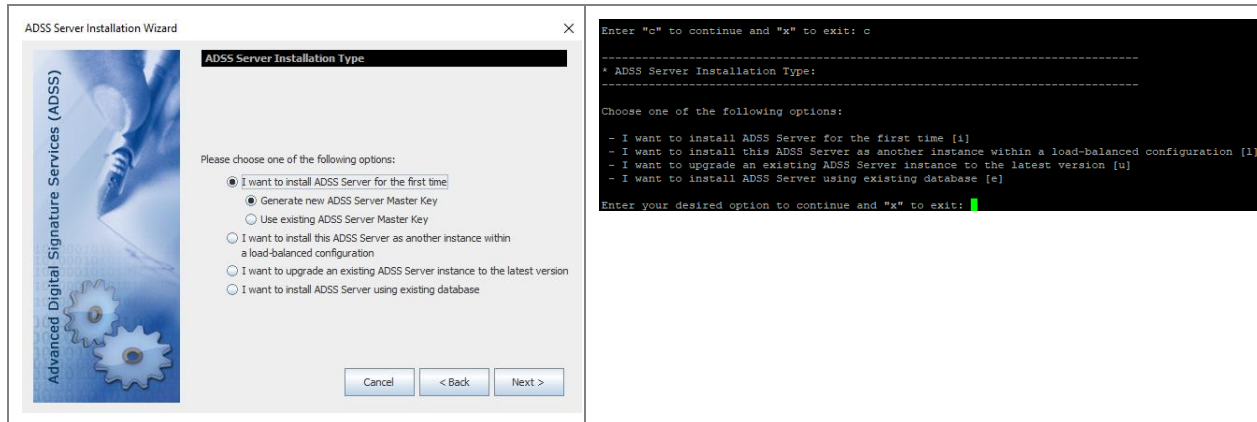 ADSS Server Installation Wizard
Advanced Digital Signature Services (ADSS)
ADSS Server Installation Type
Please choose one of the following options:
I want to install ADSS Server for the first time
Generate new ADSS Server Master Key
Use existing ADSS Server Master Key
I want to install this ADSS Server as another instance within
a load-balanced configuration
I want to upgrade an existing ADSS Server instance to the latest version
I want to install ADSS Server using existing database
Cancel < Back Next >
Enter "c" to continue and "x" to exit: c
--------------------------------------------------------------------------------
* ADSS Server Installation Type:
--------------------------------------------------------------------------------
Choose one of the following options:
- I want to install ADSS Server for the first time [i]
- I want to install this ADSS Server as another instance within a load-balanced configuration [l]
- I want to upgrade an existing ADSS Server instance to the latest version [u]
- I want to install ADSS Server using existing database [e]
Enter your desired option to continue and "x" to exit: